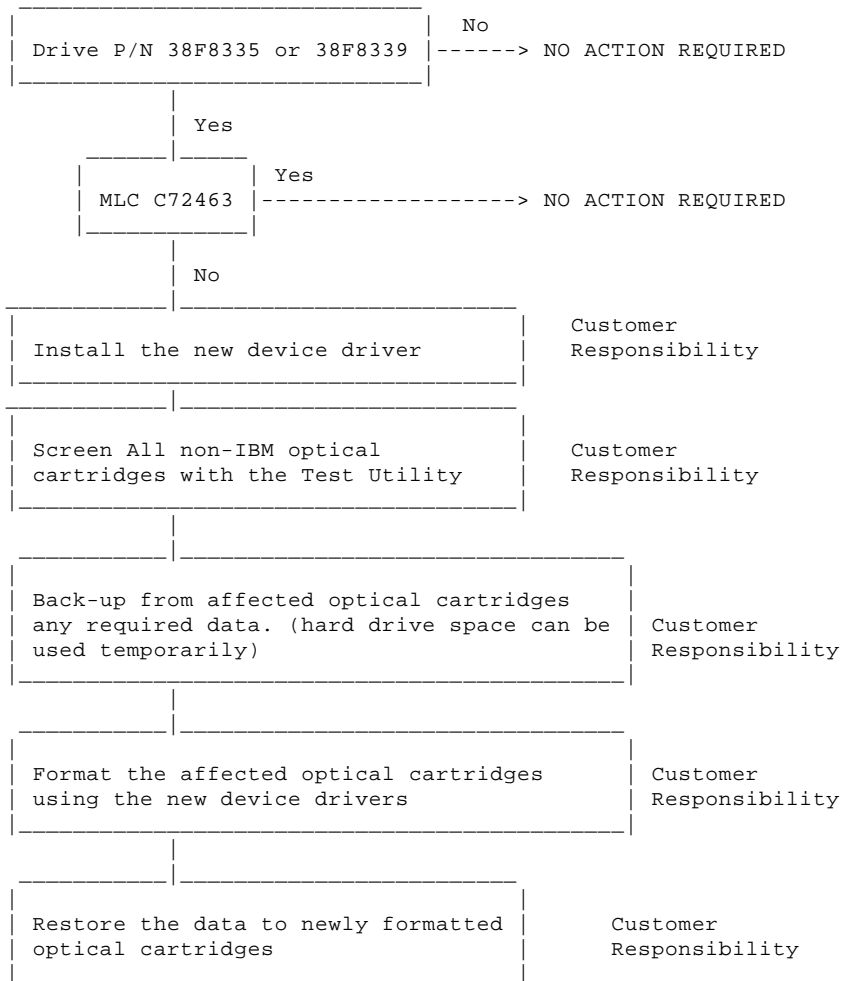 No
Drive P/N 38F8335 or 38F8339 ------> NO ACTION REQUIRED
Yes
Yes
MLC C72463 -------------------> NO ACTION REQUIRED
No
Customer
Install the new device driver Responsibility
Screen All non-IBM optical Customer
cartridges with the Test Utility Responsibility
Back-up from affected optical cartridges
any required data. (hard drive space can be Customer
used temporarily) Responsibility
Format the affected optical cartridges Customer
using the new device drivers Responsibility
Restore the data to newly formatted Customer
optical cartridges Responsibility